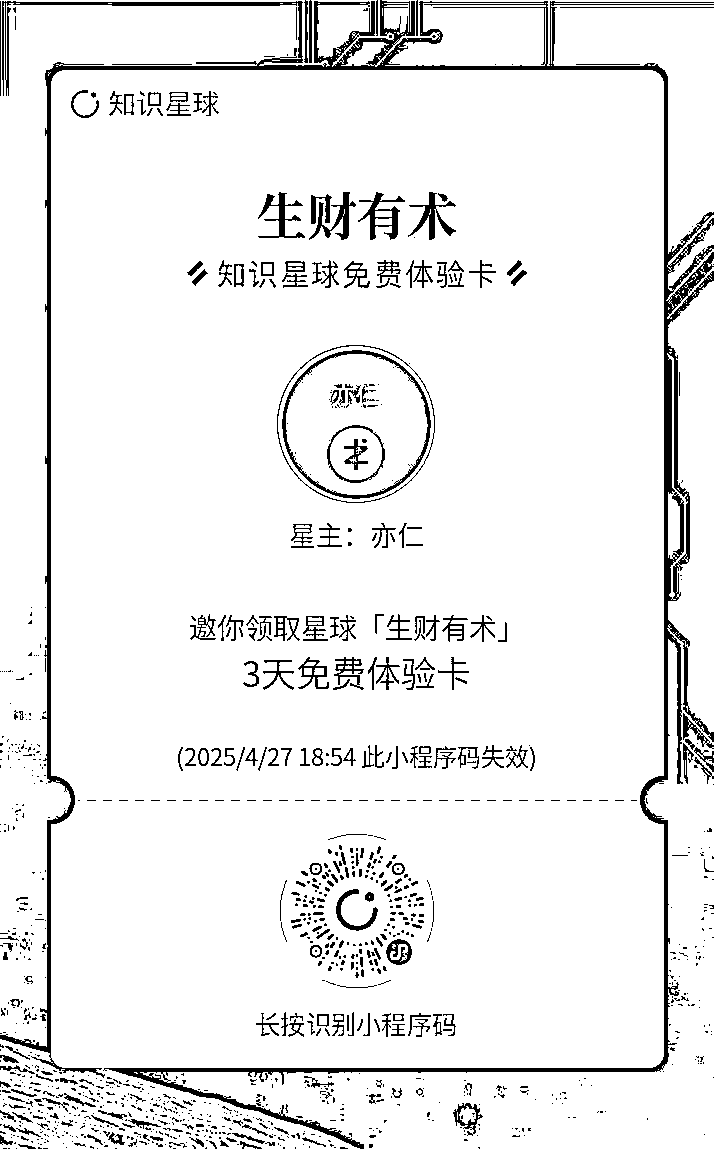 知识星球
生财有术
知识星球免费体验卡
亦仁
星主：亦仁
邀你领取星球「生财有术」
3天免费体验卡
(2025/4/27 18:54 此小程序码失效)
长按识别小程序码